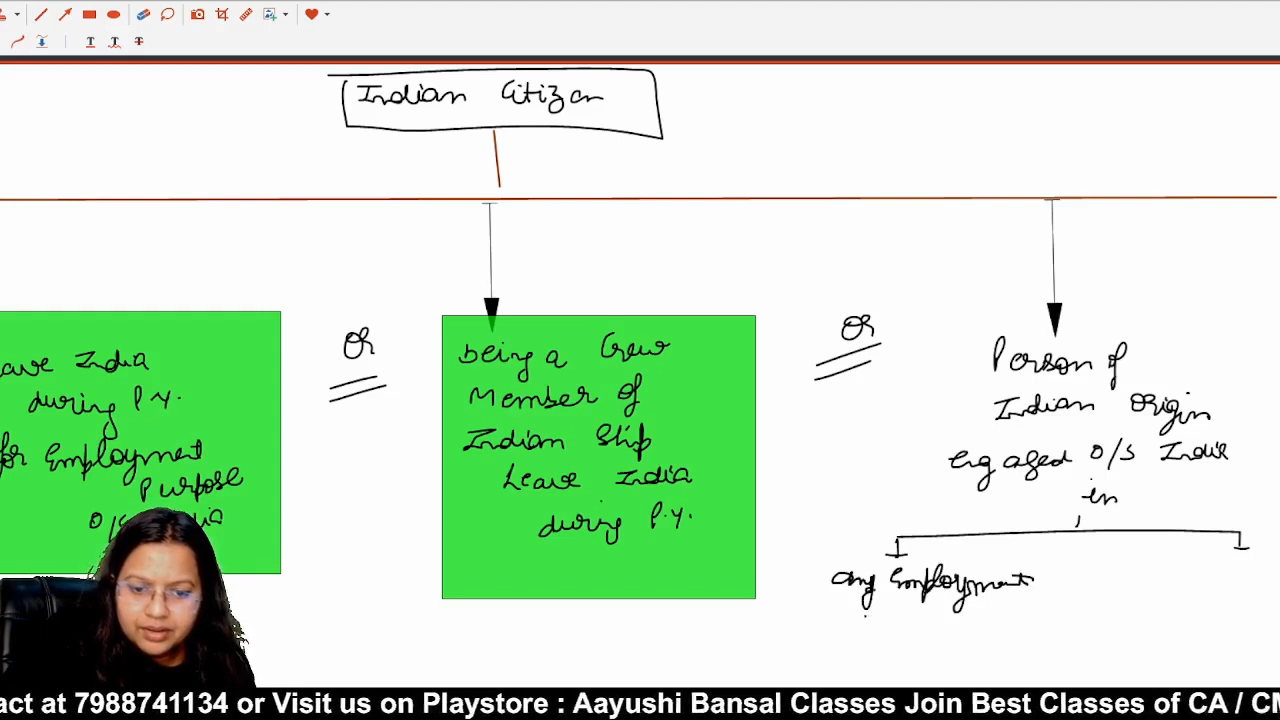 Indian Citizen
Leave India
during P.Y.
for Employment
Purpose
O/S India
OR
being a Crew
Member of
Indian Ship
Leave India
during P.Y.
OR
Person of
Indian Origin
engaged O/S India
in
any Employment
act at 7988741134 or Visit us on Playstore : Aayushi Bansal Classes Join Best Classes of CA / CM